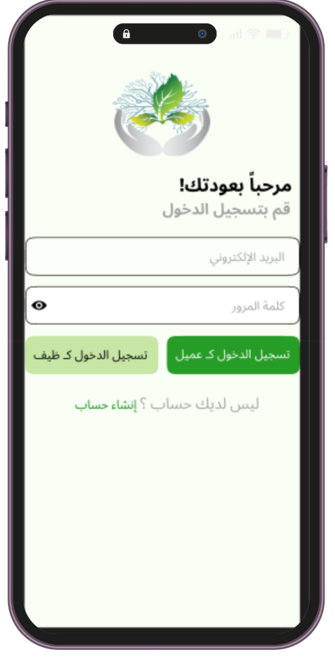 مرحباً بعودتك!
قم بتسجيل الدخول
البريد الإلكتروني
كلمة المرور
تسجيل الدخول كـ عميل
تسجيل الدخول كـ ظيف
ليس لديك حساب ؟ إنشاء حساب